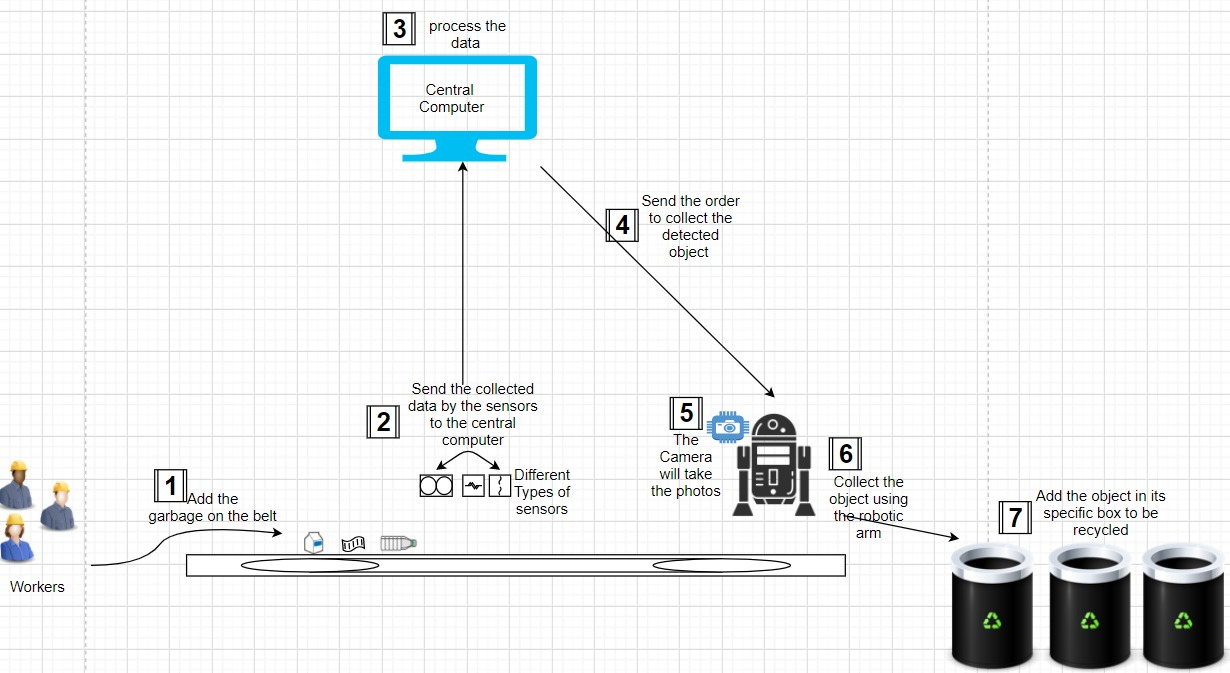 3
process the
data
Central
Computer
4
Send the order
to collect the
detected
object
2
Send the collected
data by the sensors
to the central
computer
Different
Types of
sensors
5
The
Camera
will take
the photos
6
Collect the
object using
the robotic
arm
1
Add the
garbage on the belt
Workers
7
Add the object in its
specific box to be
recycled